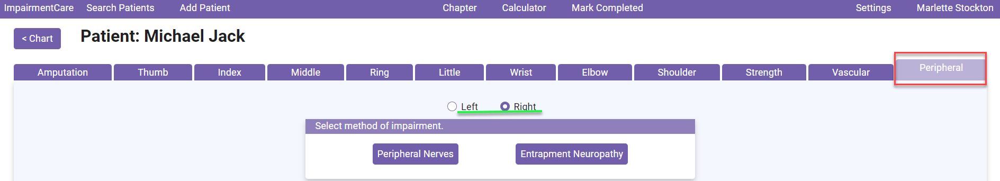 ImpairmentCare Search Patients Add Patient Chapter Calculator Mark Completed Settings Marlette Stockton
< Chart Patient: Michael Jack
Amputation Thumb Index Middle Ring Little Wrist Elbow Shoulder Strength Vascular Peripheral
Left Right
Select method of impairment.
Peripheral Nerves Entrapment Neuropathy